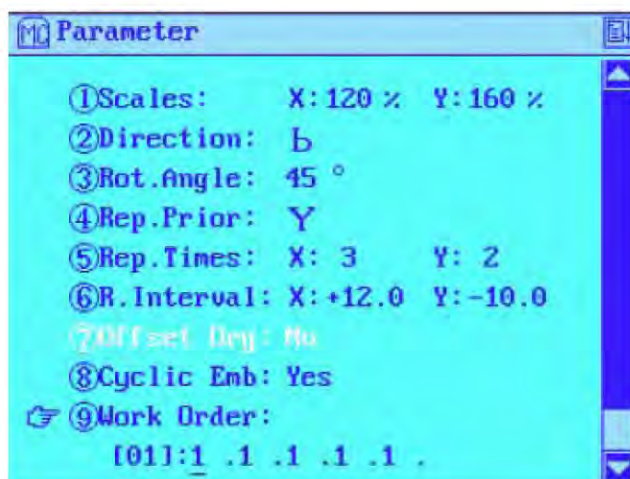 MC Parameter
①Scales: X:120 % Y:160 %
②Direction: b
③Rot.Angle: 45 °
④Rep.Prior: Y
⑤Rep.Times: X: 3 Y: 2
⑥R.Interval: X:+12.0 Y:-10.0
⑦Offset Org: No
⑧Cyclic Emb: Yes
⑨Work Order:
[01]:1 .1 .1 .1 .1 .